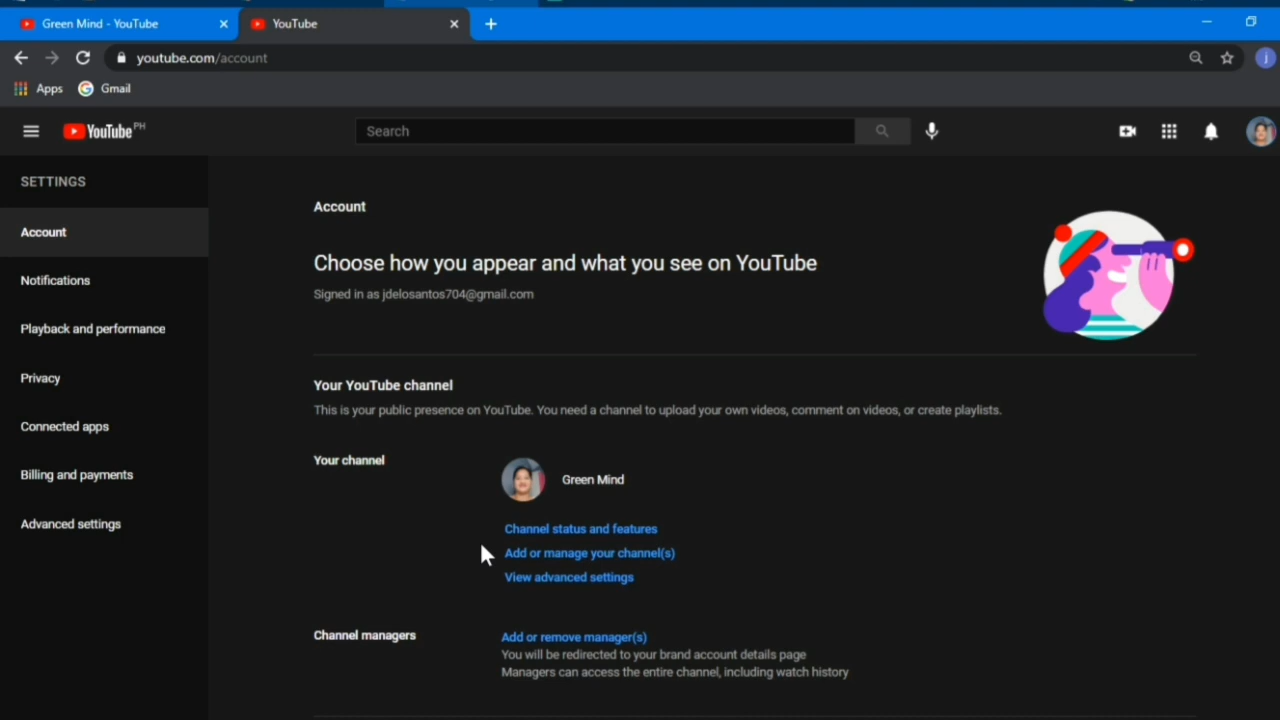 Green Mind - YouTube
YouTube
youtube.com/account
j
Apps
Gmail
YouTube PH
Search
SETTINGS
Account
Notifications
Playback and performance
Privacy
Connected apps
Billing and payments
Advanced settings
Account
Choose how you appear and what you see on YouTube
Signed in as jdelosantos704@gmail.com
Your YouTube channel
This is your public presence on YouTube. You need a channel to upload your own videos, comment on videos, or create playlists.
Your channel
Green Mind
Channel status and features
Add or manage your channel(s)
View advanced settings
Channel managers
Add or remove manager(s)
You will be redirected to your brand account details page
Managers can access the entire channel, including watch history